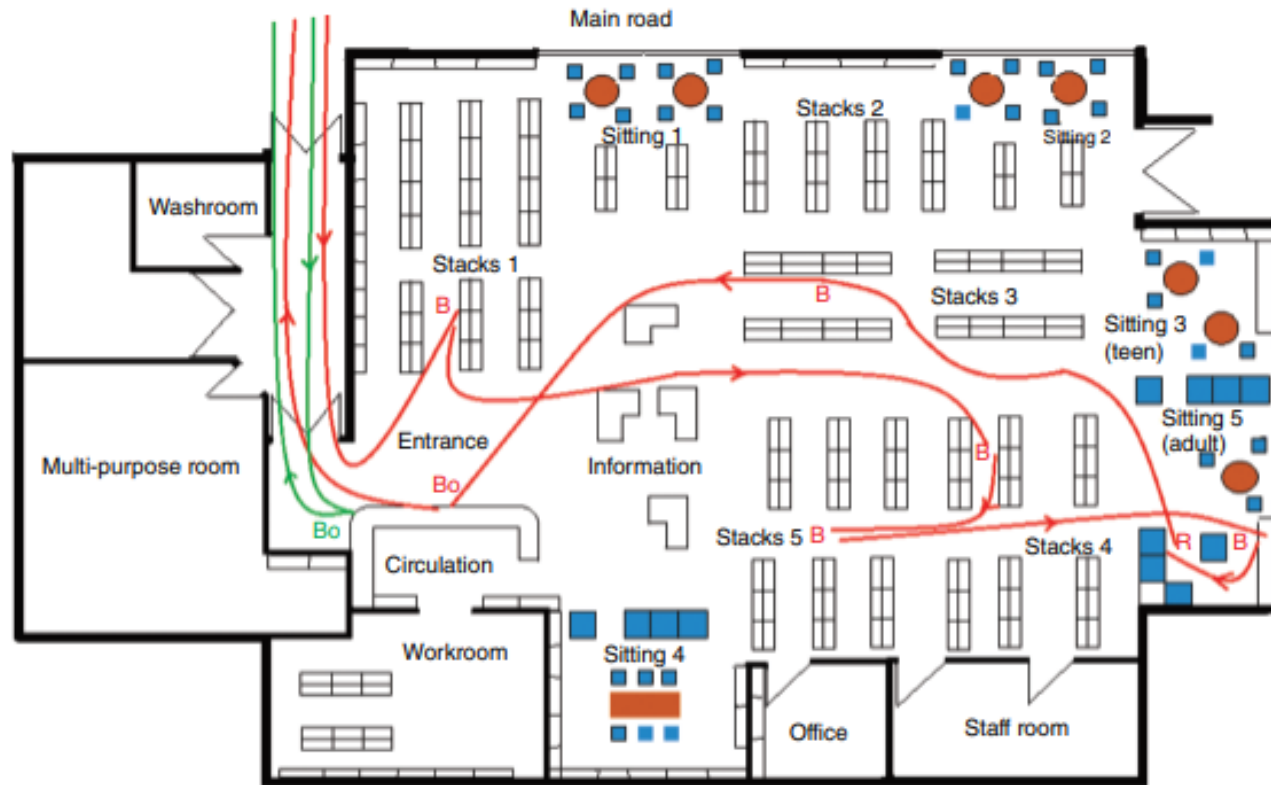 Main road
Stacks 2
Sitting 1
Sitting 2
Washroom
Stacks 1
B
B
Stacks 3
Sitting 3
(teen)
Sitting 5
(adult)
Entrance
Information
Multi-purpose room
B
Bo
Bo
Stacks 5
B
Stacks 4
R
B
Circulation
Workroom
Sitting 4
Office
Staff room